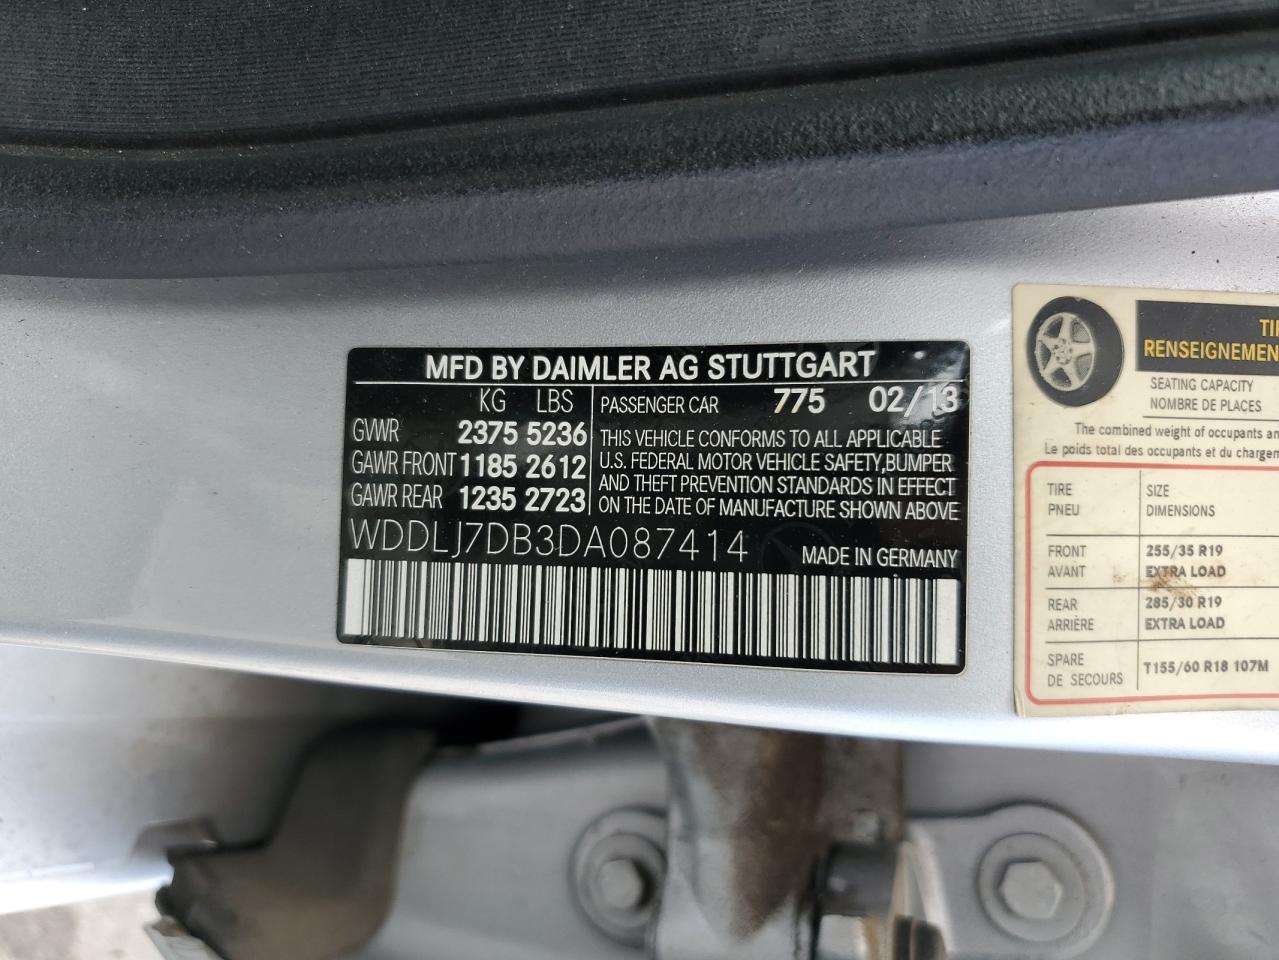 MFD BY DAIMLER AG STUTTGART
KG LBS
GVWR 2375 5236
GAWR FRONT 1185 2612
GAWR REAR 1235 2723
PASSENGER CAR 775 02/13
THIS VEHICLE CONFORMS TO ALL APPLICABLE
U.S. FEDERAL MOTOR VEHICLE SAFETY,BUMPER
AND THEFT PREVENTION STANDARDS IN EFFECT
ON THE DATE OF MANUFACTURE SHOWN ABOVE
WDDLJ7DB3DA087414 MADE IN GERMANY
RENSEIGNEMEN
SEATING CAPACITY
NOMBRE DE PLACES
The combined weight of occupants an
Le poids total des occupants et du charge
TIRE SIZE
PNEU DIMENSIONS
FRONT 255/35 R19
AVANT EXTRA LOAD
REAR 285/30 R19
ARRIÈRE EXTRA LOAD
SPARE T155/60 R18 107M
DE SECOURS